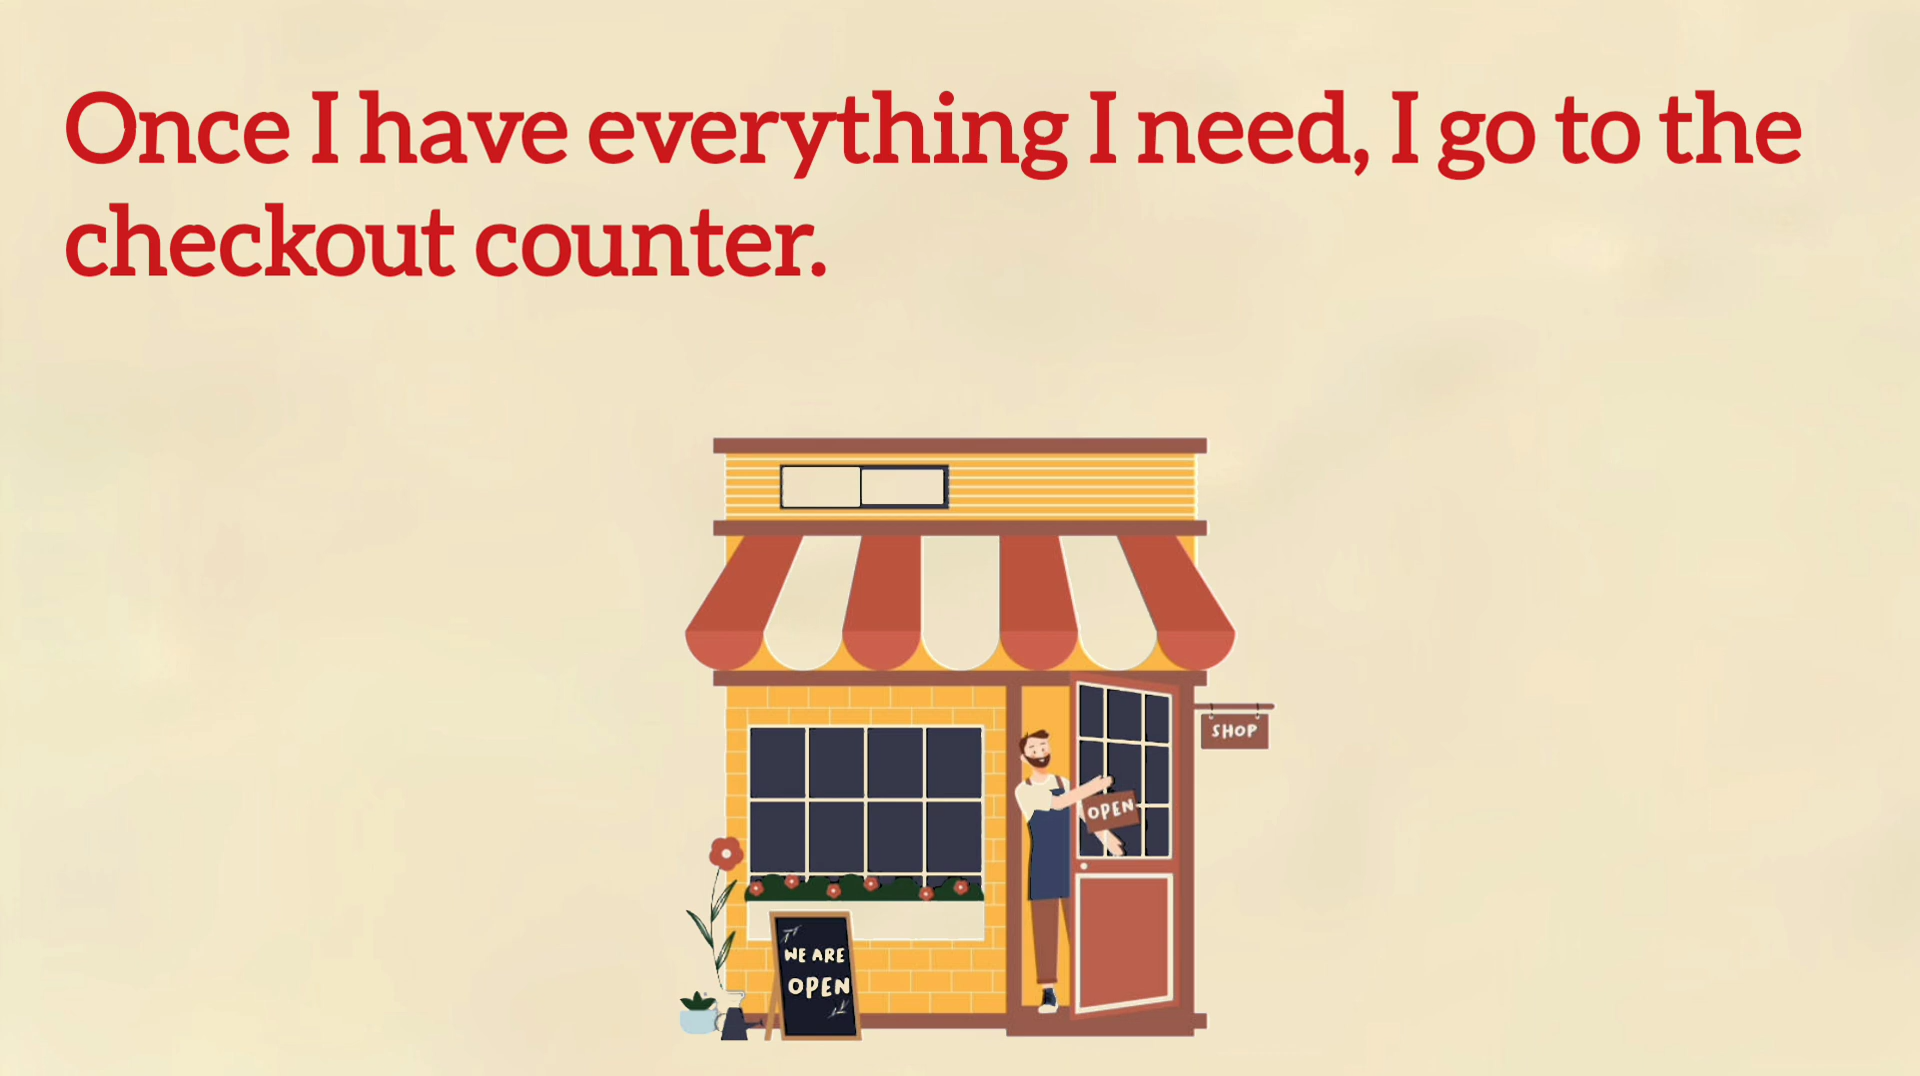 Once I have everything I need, I go to the
checkout counter.
SHOP
OPEN
WE ARE
OPEN